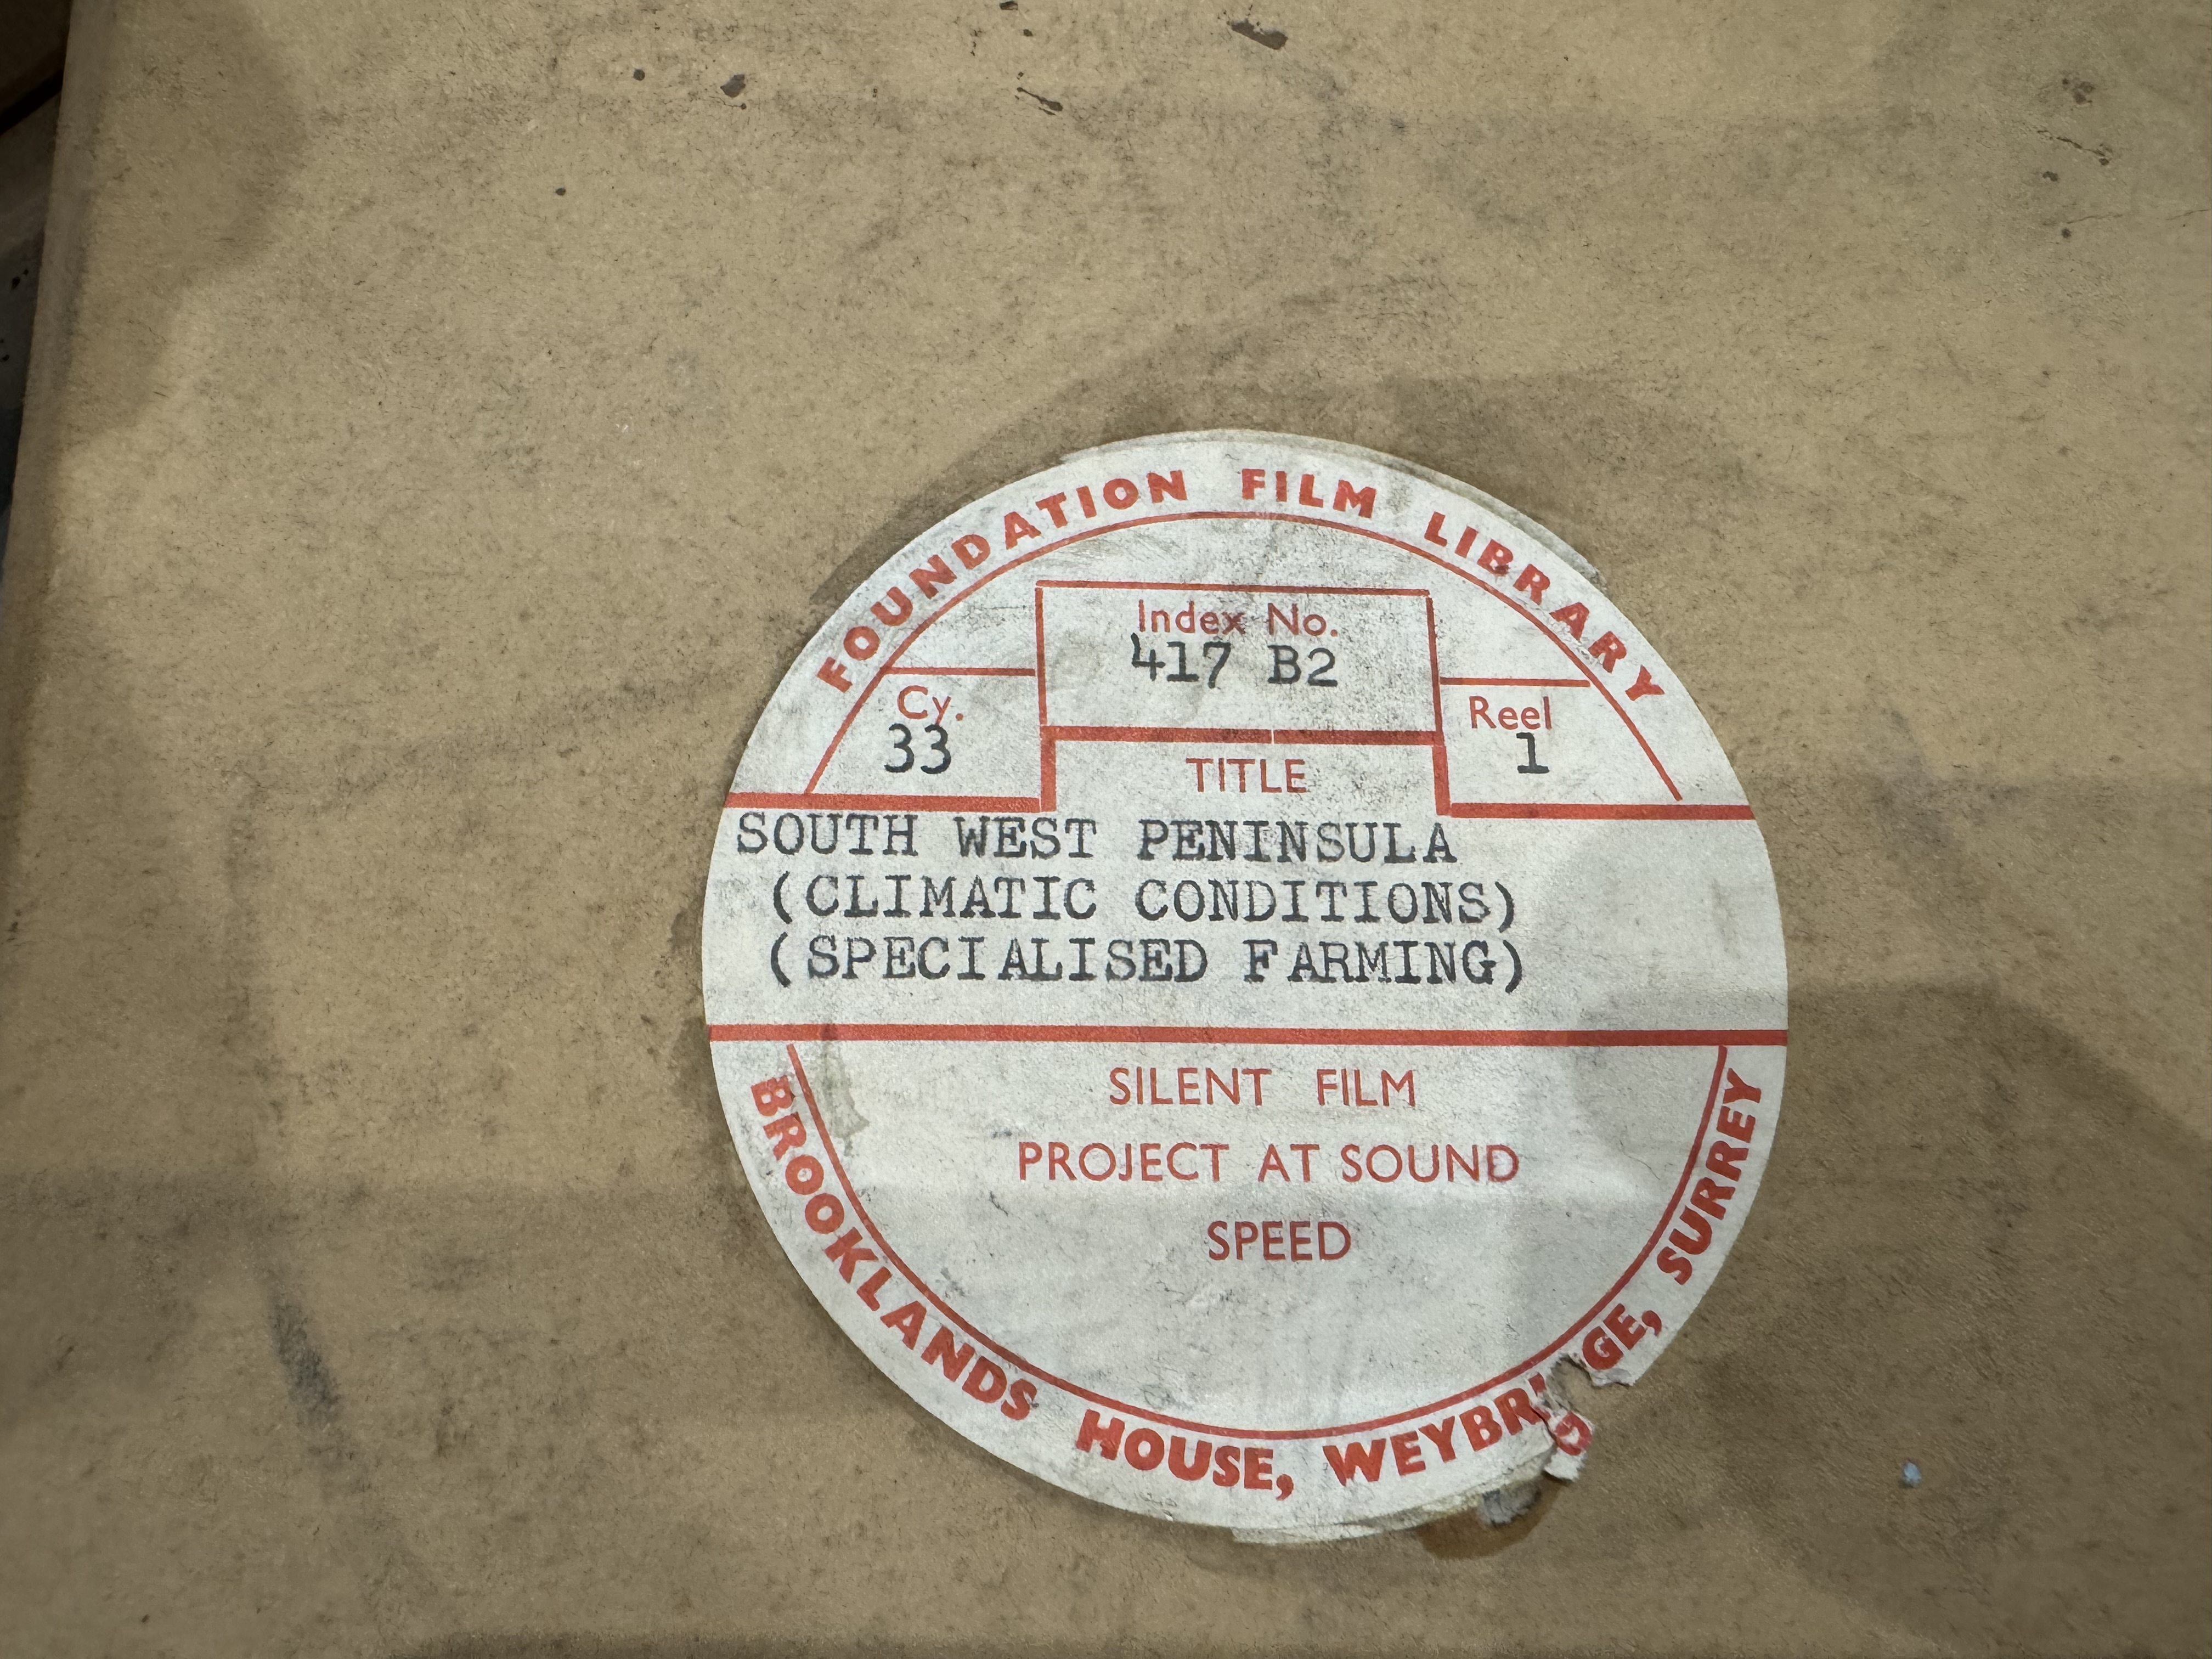 FOUNDATION FILM LIBRARY
Index No.
417 B2
Cy.
33
Reel
1
TITLE
SOUTH WEST PENINSULA
(CLIMATIC CONDITIONS)
(SPECIALISED FARMING)
SILENT FILM
PROJECT AT SOUND
SPEED
BROOKLANDS HOUSE, WEYBRIDGE, SURREY